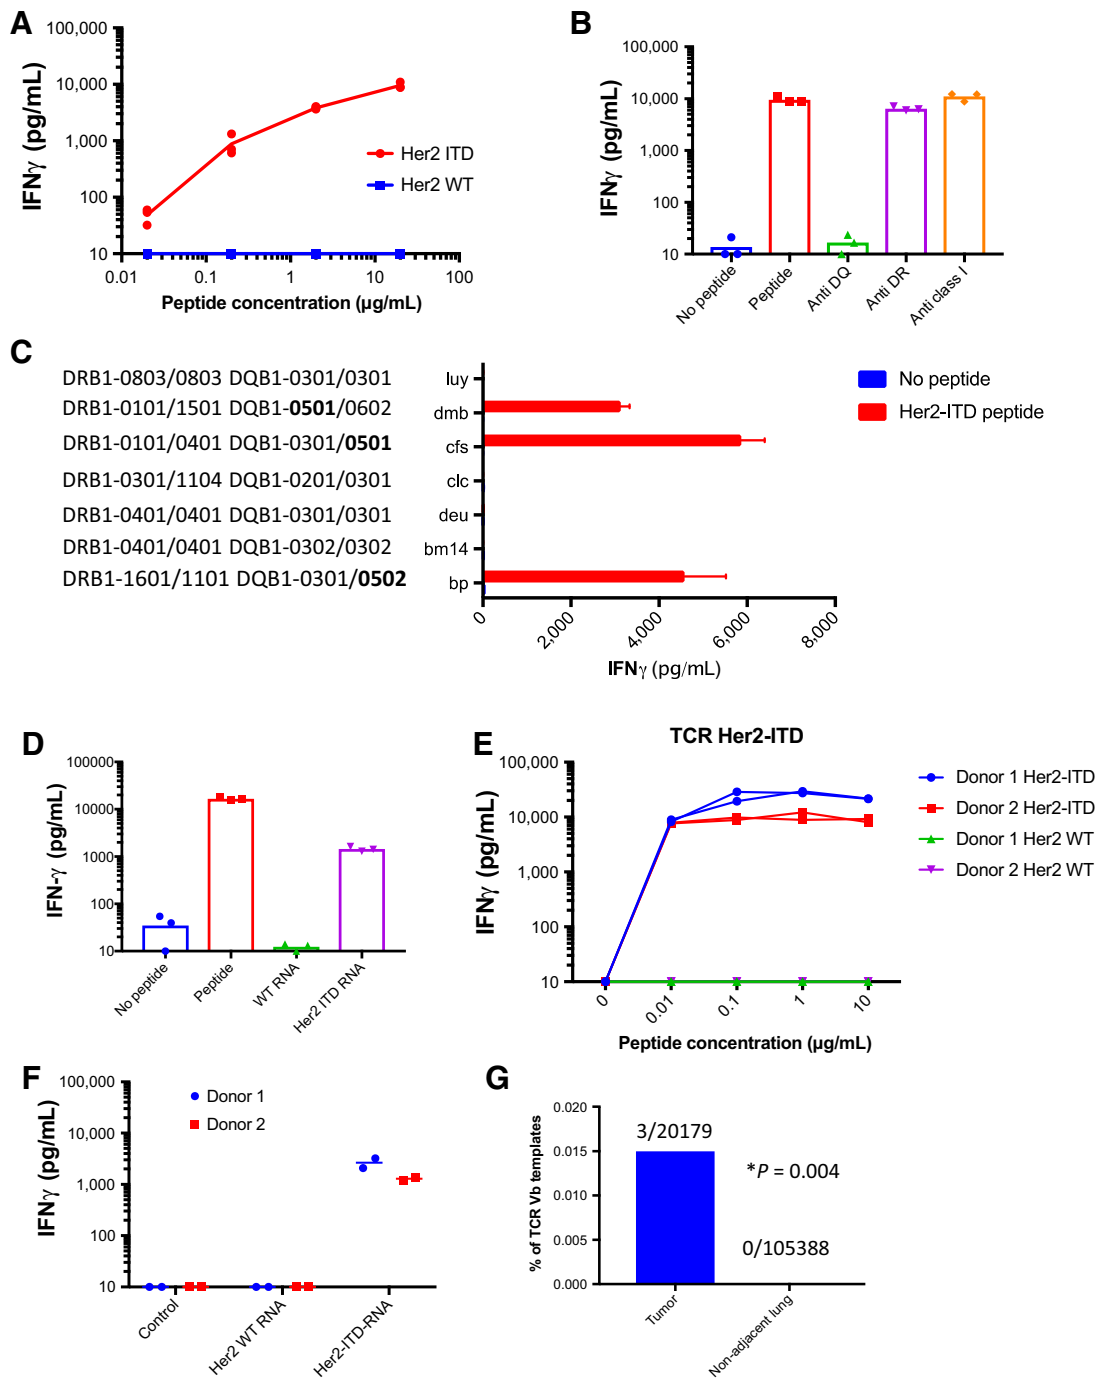 A
100,000
10,000
1,000
100
10
IFNγ (pg/mL)
0.01 0.1 1 10 100
Peptide concentration (µg/mL)
Her2 ITD
Her2 WT
B
100,000
10,000
1,000
100
10
IFNγ (pg/mL)
No peptide
Peptide
Anti DQ
Anti DR
Anti class I
C
DRB1-0803/0803 DQB1-0301/0301 luy
DRB1-0101/1501 DQB1-0501/0602 dmb
DRB1-0101/0401 DQB1-0301/0501 cfs
DRB1-0301/1104 DQB1-0201/0301 clc
DRB1-0401/0401 DQB1-0301/0301 deu
DRB1-0401/0401 DQB1-0302/0302 bm14
DRB1-1601/1101 DQB1-0301/0502 bp
0 2,000 4,000 6,000 8,000
IFNγ (pg/mL)
No peptide
Her2-ITD peptide
D
100000
10000
1000
100
10
IFN-γ (pg/mL)
No peptide
Peptide
WT RNA
Her2 ITD RNA
E
TCR Her2-ITD
100,000
10,000
1,000
100
10
IFNγ (pg/mL)
0 0.01 0.1 1 10
Peptide concentration (µg/mL)
Donor 1 Her2-ITD
Donor 2 Her2-ITD
Donor 1 Her2 WT
Donor 2 Her2 WT
F
100,000
10,000
1,000
100
10
IFNγ (pg/mL)
Donor 1
Donor 2
Control
Her2 WT RNA
Her2-ITD-RNA
G
0.020
0.015
0.010
0.005
0.000
% of TCR Vb templates
3/20179
*P = 0.004
0/105388
Tumor
Non-adjacent lung